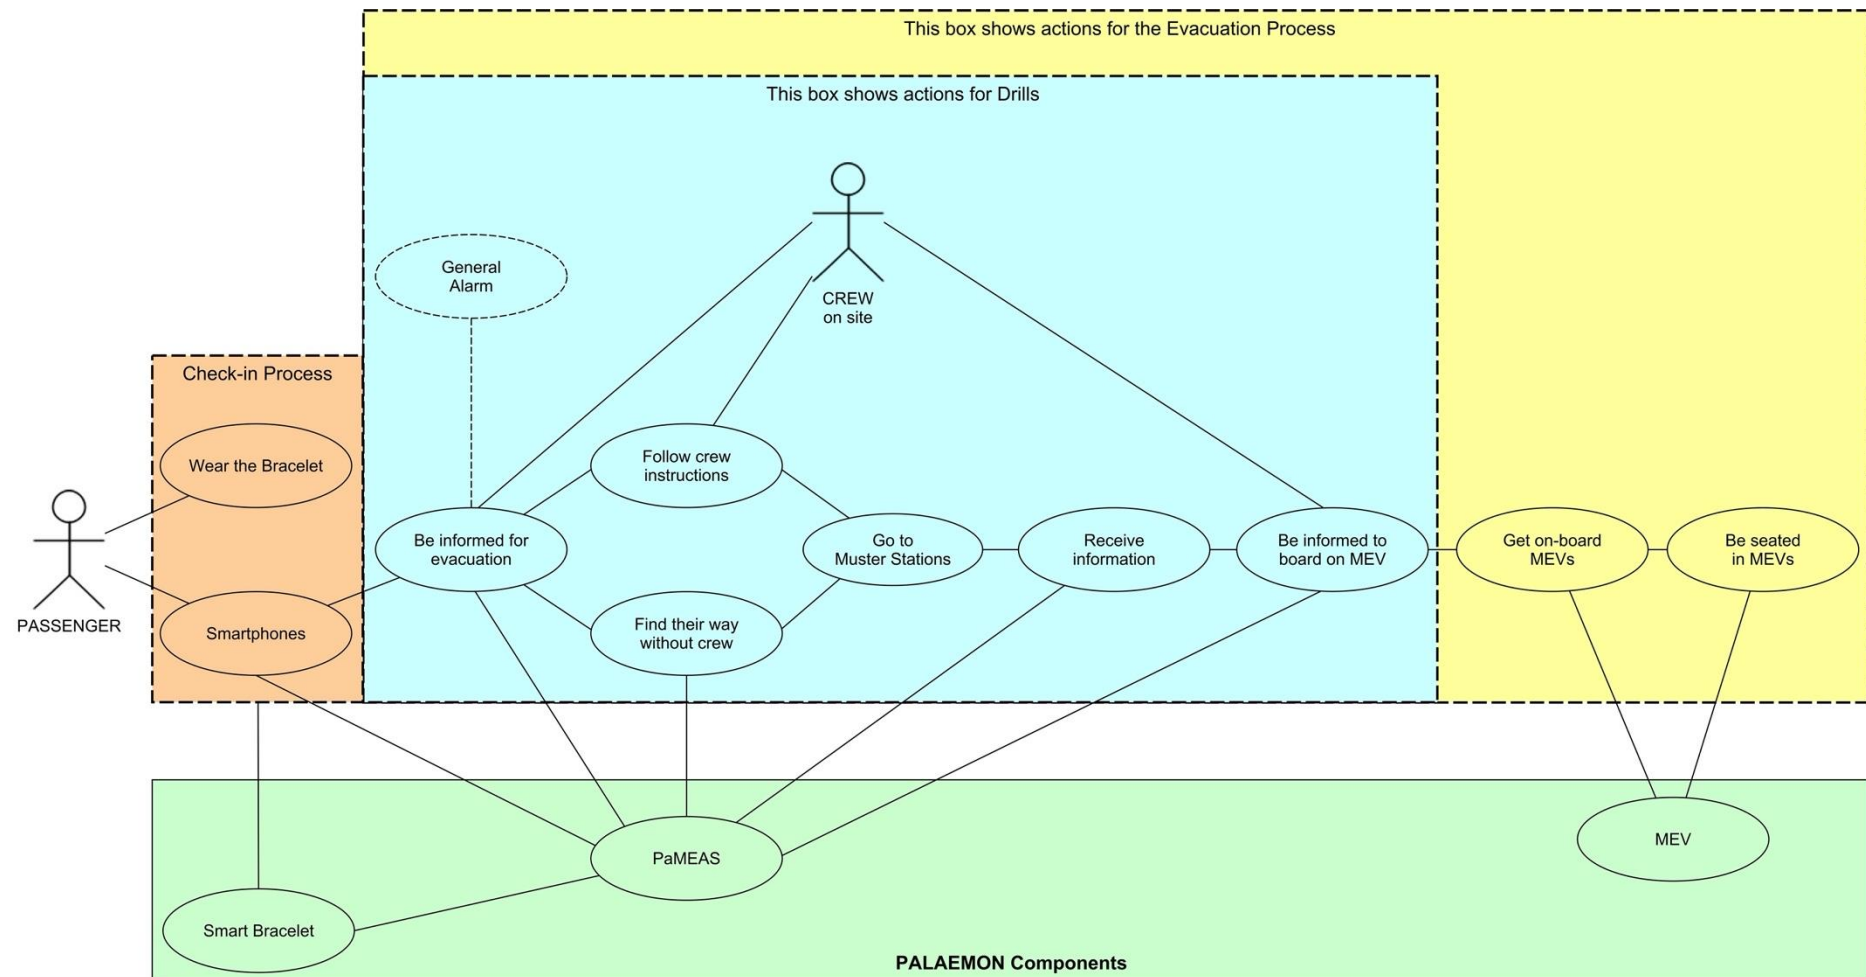 This box shows actions for the Evacuation Process
This box shows actions for Drills
General
Alarm
CREW
on site
Check-in Process
Wear the Bracelet
Follow crew
instructions
PASSENGER
Be informed for
evacuation
Go to
Muster Stations
Receive
information
Be informed to
board on MEV
Get on-board
MEVs
Be seated
in MEVs
Smartphones
Find their way
without crew
PaMEAS
MEV
Smart Bracelet
PALAEMON Components